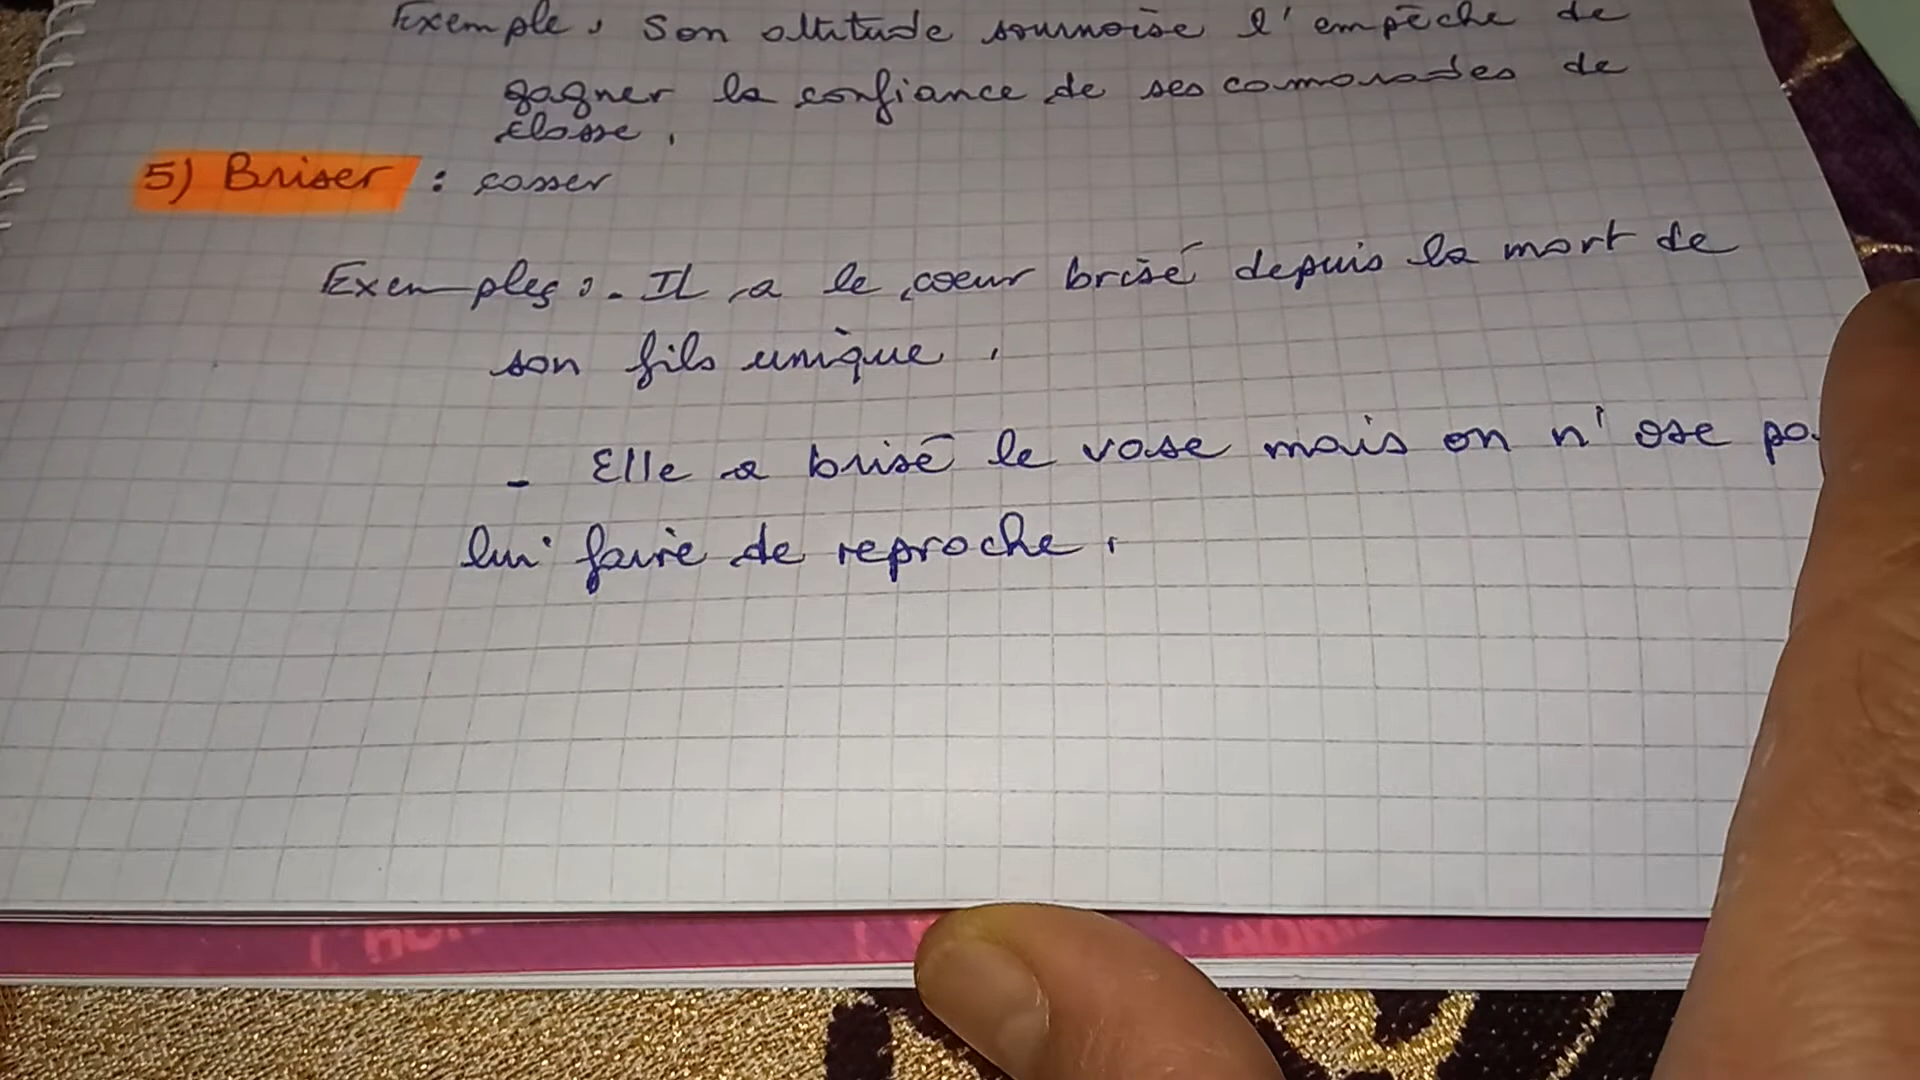 Exemple : Son attitude sournoise l'empêche de
gagner la confiance de ses camarades de
classe.
5) Briser : casser
Exemples : - Il a le coeur brisé depuis la mort de
son fils unique.
- Elle a brisé le vase mais on n'ose pa
lui faire de reproche.